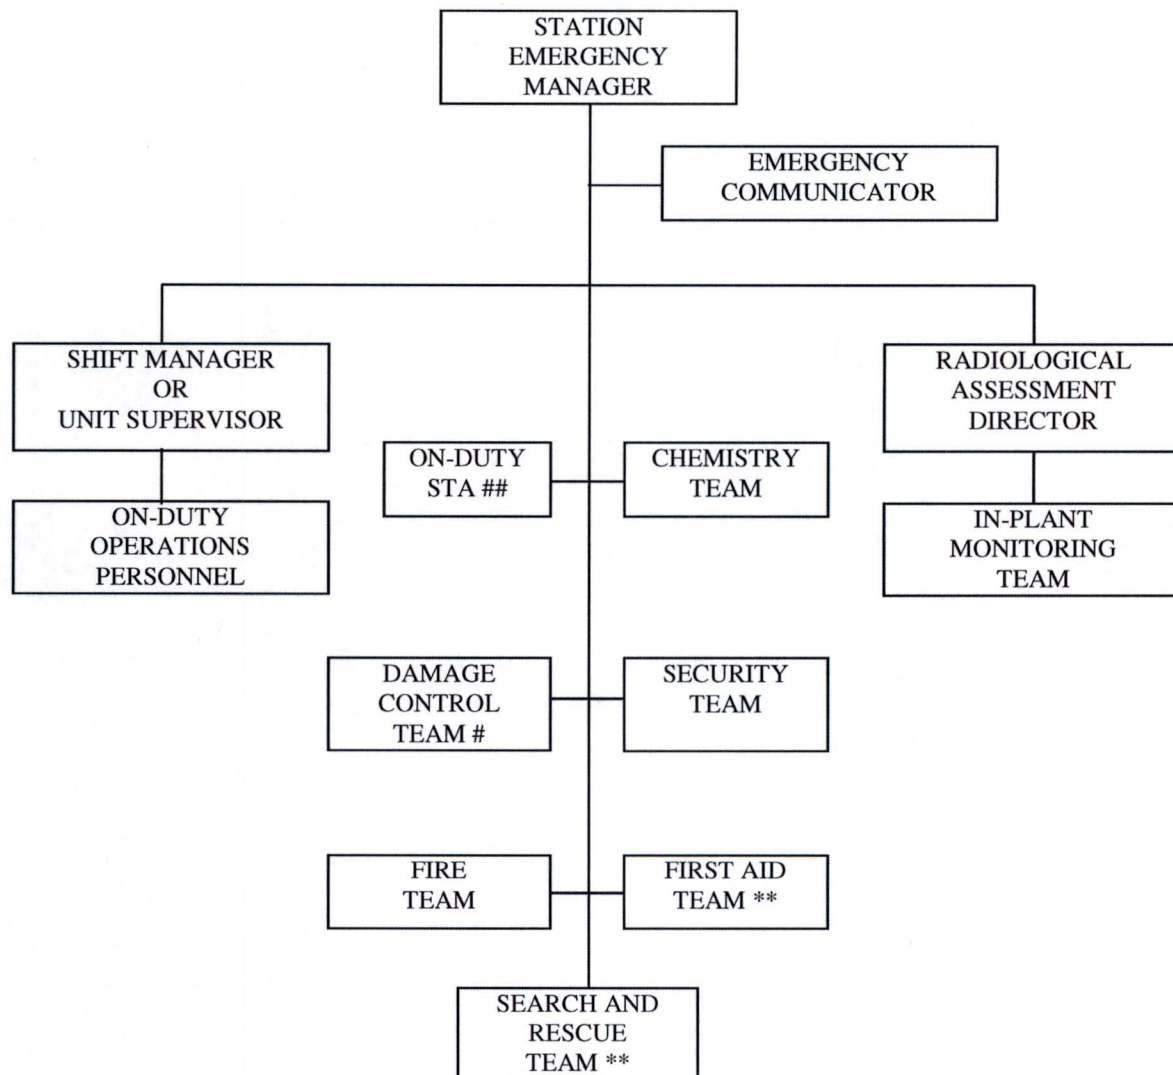 STATION
EMERGENCY
MANAGER
EMERGENCY
COMMUNICATOR
SHIFT MANAGER
OR
UNIT SUPERVISOR
RADIOLOGICAL
ASSESSMENT
DIRECTOR
ON-DUTY
STA ##
CHEMISTRY
TEAM
ON-DUTY
OPERATIONS
PERSONNEL
IN-PLANT
MONITORING
TEAM
DAMAGE
CONTROL
TEAM #
SECURITY
TEAM
FIRE
TEAM
FIRST AID
TEAM **
SEARCH AND
RESCUE
TEAM **